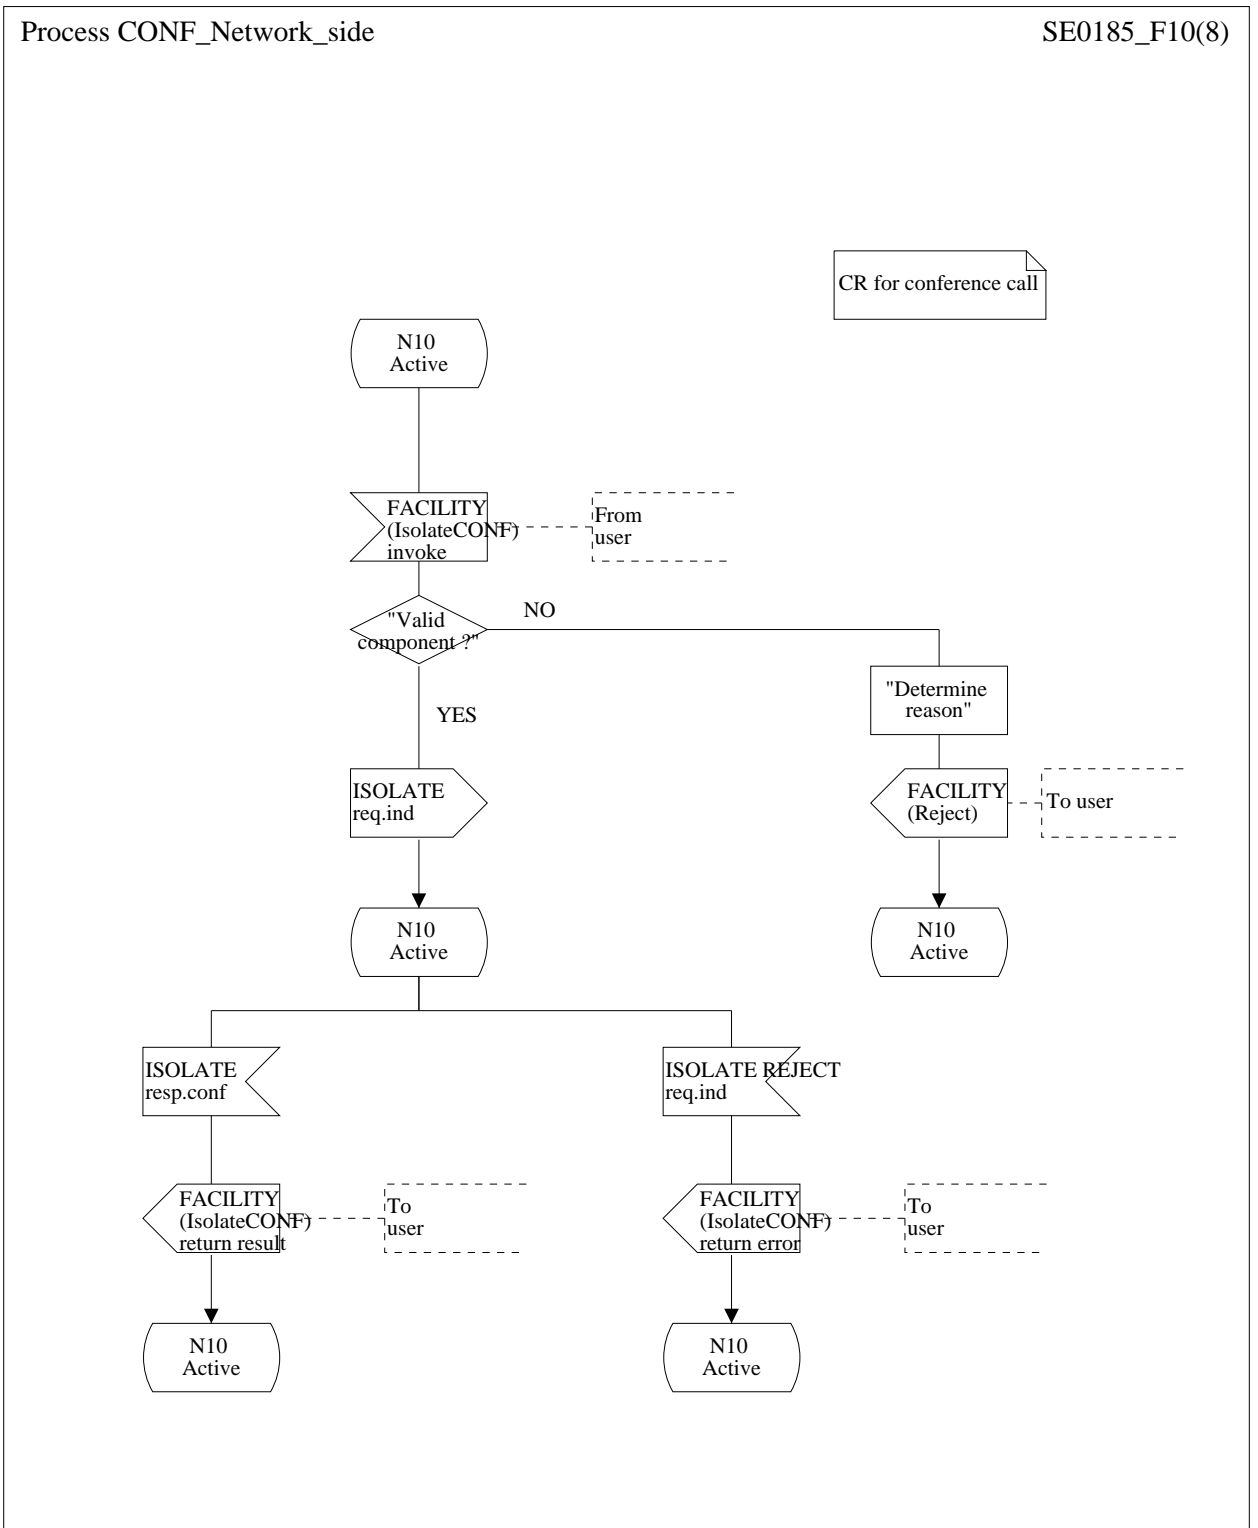 Process CONF_Network_side
SE0185_F10(8)
CR for conference call
N10
Active
FACILITY
(IsolateCONF)
invoke
From
user
"Valid
component ?"
NO
"Determine
reason"
YES
ISOLATE
req.ind
FACILITY
(Reject)
To user
N10
Active
N10
Active
ISOLATE
resp.conf
ISOLATE REJECT
req.ind
FACILITY
(IsolateCONF)
return result
To
user
FACILITY
(IsolateCONF)
return error
To
user
N10
Active
N10
Active